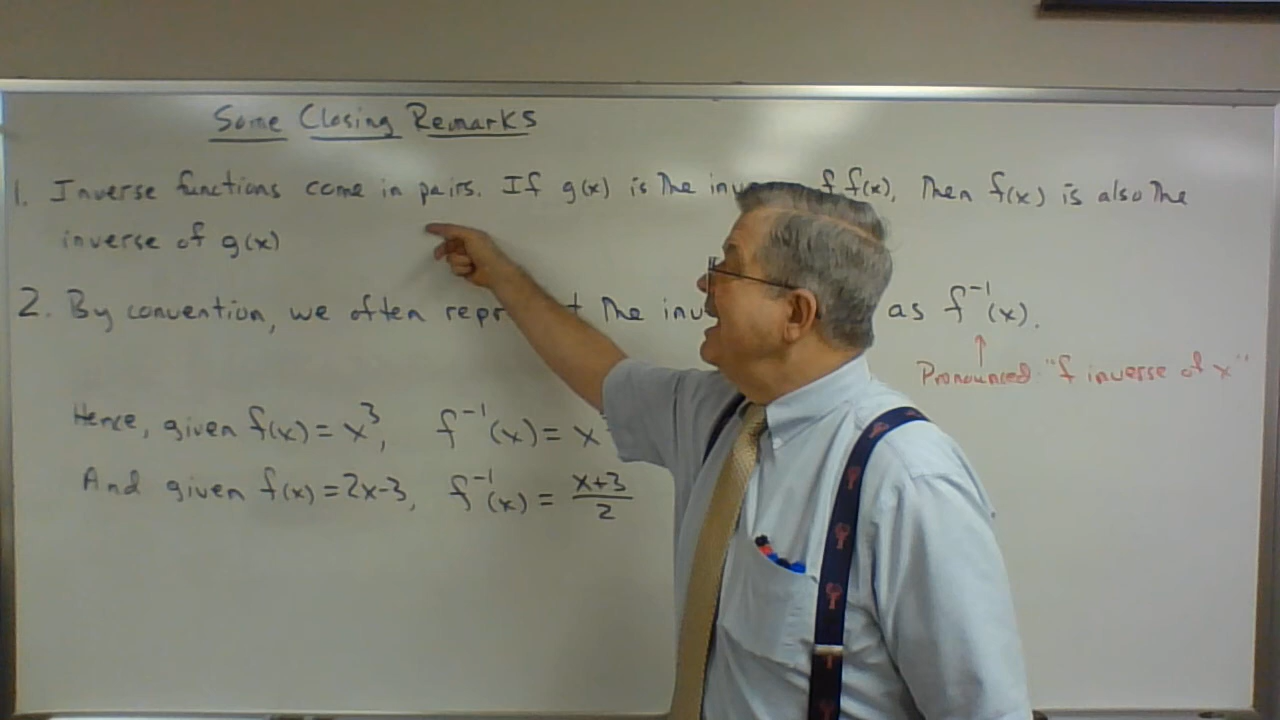 Some Closing Remarks
1. Inverse functions come in pairs. If g(x) is The inv f f(x), Then f(x) is also The
inverse of g(x)
2. By convention, we often repr t The inv as f⁻¹(x).
Pronounced "f inverse of x"
Hence, given f(x) = x³, f⁻¹(x) = x
And given f(x) = 2x-3, f⁻¹(x) = (x+3)/2